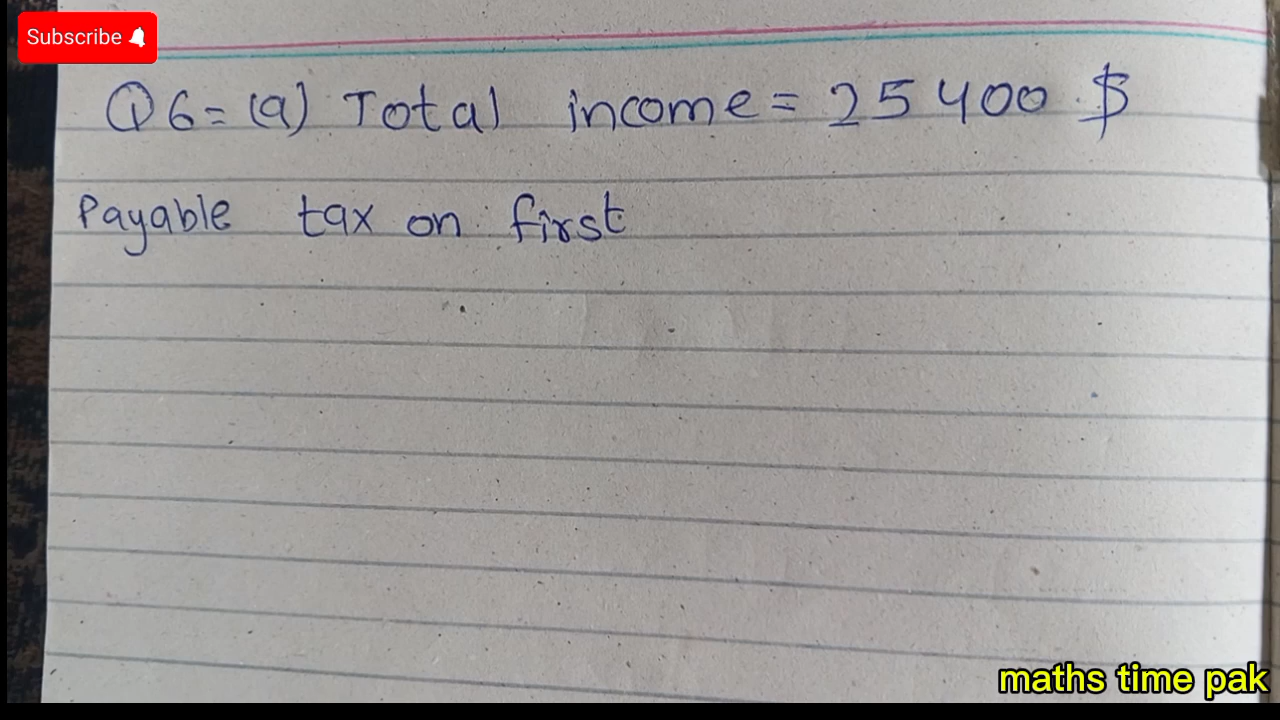 Subscribe
Q6=(a) Total income = 25400 $
Payable tax on first
maths time pak